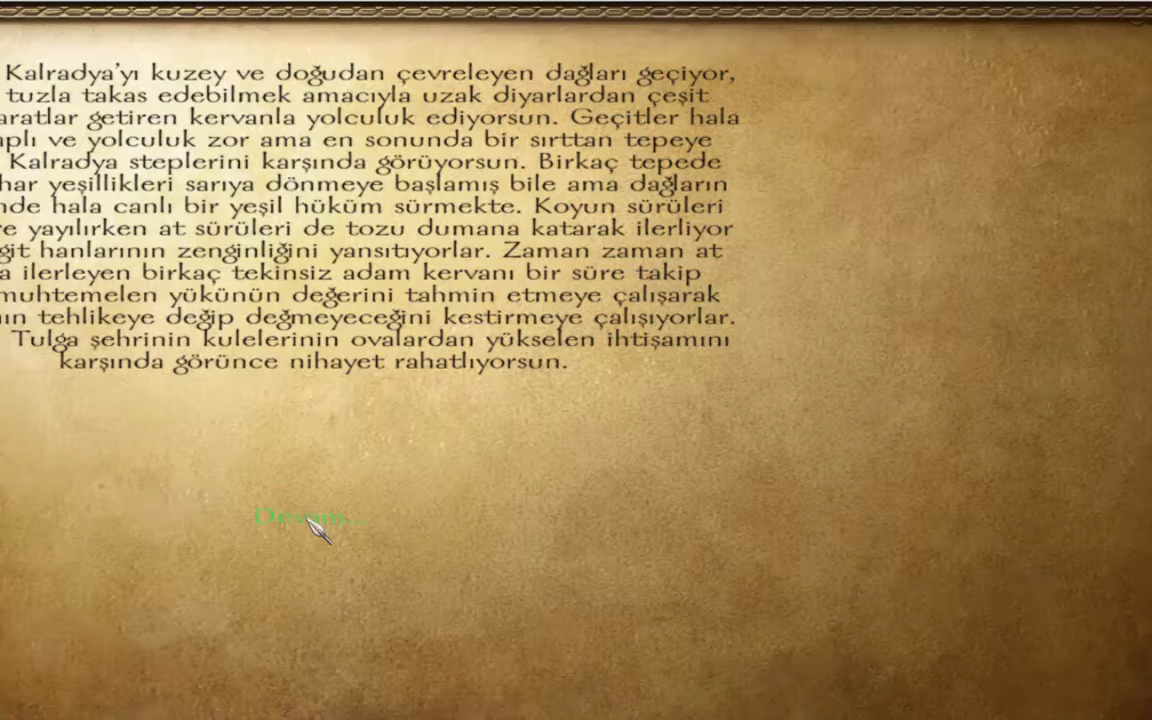 Kalradya'yı kuzey ve doğudan çevreleyen dağları geçiyor,
tuzla takas edebilmek amacıyla uzak diyarlardan çeşit
aratlar getiren kervanla yolculuk ediyorsun. Geçitler hala
aplı ve yolculuk zor ama en sonunda bir sırttan tepeye
Kalradya steplerini karşında görüyorsun. Birkaç tepede
har yeşillikleri sarıya dönmeye başlamış bile ama dağların
nde hala canlı bir yeşil hüküm sürmekte. Koyun sürüleri
e yayılırken at sürüleri de tozu dumana katarak ilerliyor
git hanlarının zenginliğini yansıtıyorlar. Zaman zaman at
a ilerleyen birkaç tekinsiz adam kervanı bir süre takip
muhtemelen yükünün değerini tahmin etmeye çalışarak
ın tehlikeye değip değmeyeceğini kestirmeye çalışıyorlar.
Tulga şehrinin kulelerinin ovalardan yükselen ihtişamını
karşında görünce nihayet rahatlıyorsun.
Devam...